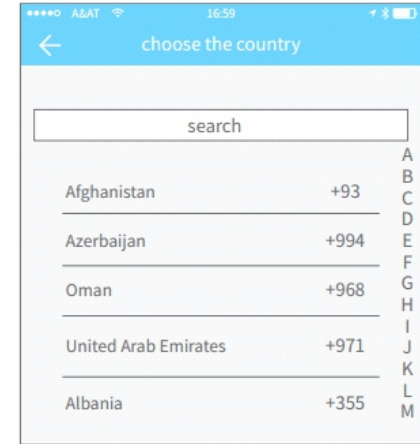 A&AT 16:59
choose the country
search
Afghanistan +93
Azerbaijan +994
Oman +968
United Arab Emirates +971
Albania +355
A
B
C
D
E
F
G
H
I
J
K
L
M